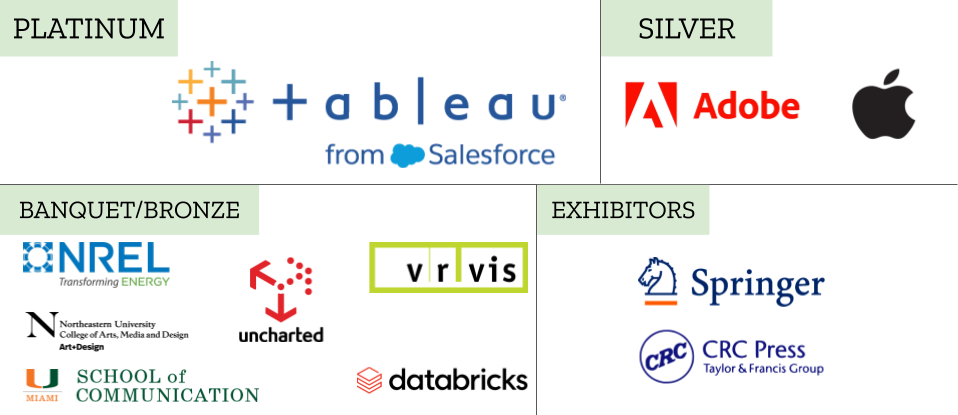 PLATINUM
+ableau®
from Salesforce
SILVER
Adobe
BANQUET/BRONZE
NREL
Transforming ENERGY
uncharted
vrvis
N Northeastern University
College of Arts, Media and Design
Art+Design
U
MIAMI
SCHOOL of
COMMUNICATION
databricks
EXHIBITORS
Springer
CRC
CRC Press
Taylor & Francis Group